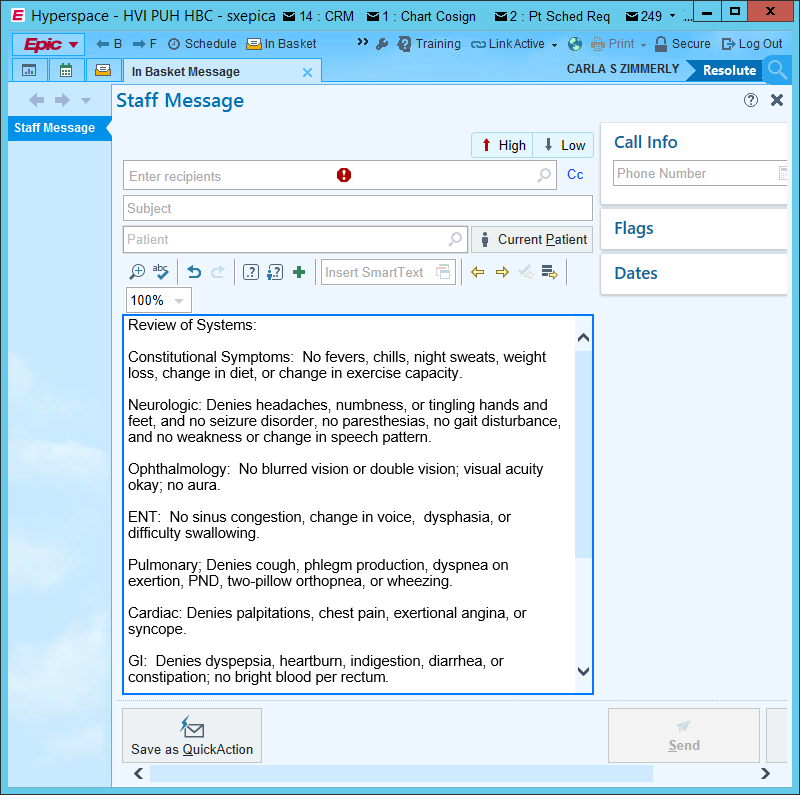 Hyperspace - HVI PUH HBC - sxepica 14 : CRM 1 : Chart Cosign 2 : Pt Sched Req 249 ...
Epic B F Schedule In Basket Training Link Active Print Secure Log Out
In Basket Message CARLA S ZIMMERLY Resolute
Staff Message
Staff Message
High Low
Call Info
Enter recipients Cc
Phone Number
Subject
Flags
Patient Current Patient
Dates
abc Insert SmartText
100%
Review of Systems:
Constitutional Symptoms:  No fevers, chills, night sweats, weight
loss, change in diet, or change in exercise capacity.
Neurologic: Denies headaches, numbness, or tingling hands and
feet, and no seizure disorder, no paresthesias, no gait disturbance,
and no weakness or change in speech pattern.
Ophthalmology:  No blurred vision or double vision; visual acuity
okay; no aura.
ENT:  No sinus congestion, change in voice,  dysphasia, or
difficulty swallowing.
Pulmonary; Denies cough, phlegm production, dyspnea on
exertion, PND, two-pillow orthopnea, or wheezing.
Cardiac: Denies palpitations, chest pain, exertional angina, or
syncope.
GI:  Denies dyspepsia, heartburn, indigestion, diarrhea, or
constipation; no bright blood per rectum.
Save as QuickAction
Send